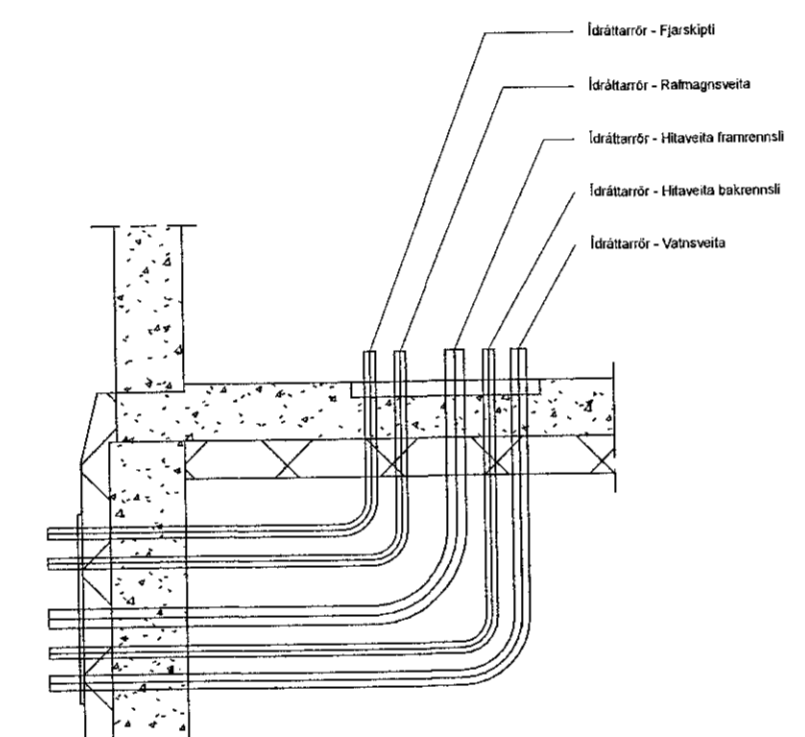 Ídráttarrör - Fjarskipti
Ídráttarrör - Rafmagnsveita
Ídráttarrör - Hitaveita framrennsli
Ídráttarrör - Hitaveita bakrennsli
Ídráttarrör - Vatnsveita